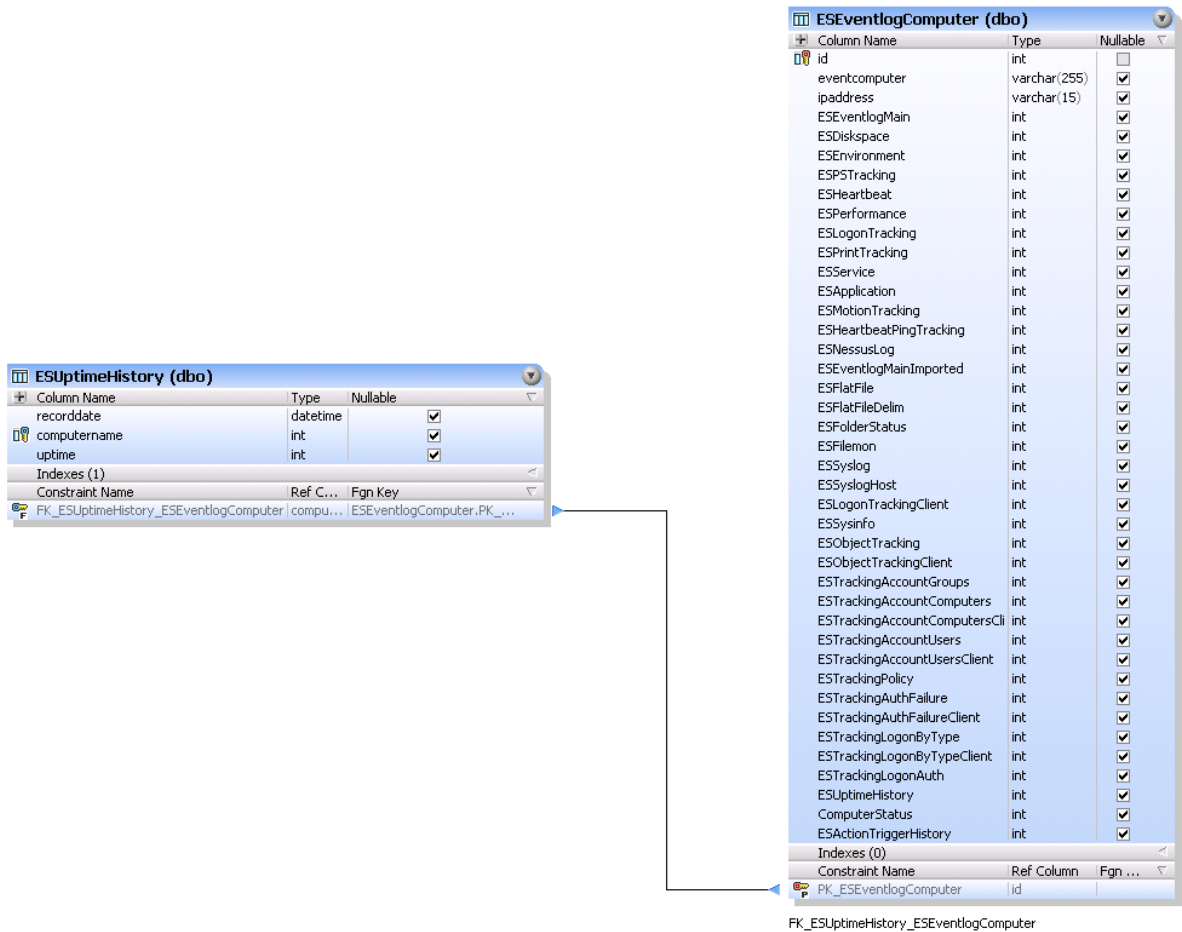 ESEventlogComputer (dbo)
Column Name Type Nullable
id int
eventcomputer varchar(255)
ipaddress varchar(15)
ESEventlogMain int
ESDiskspace int
ESEnvironment int
ESPSTracking int
ESHeartbeat int
ESPerformance int
ESLogonTracking int
ESPrintTracking int
ESService int
ESApplication int
ESMotionTracking int
ESHeartbeatPingTracking int
ESNessusLog int
ESEventlogMainImported int
ESFlatFile int
ESFlatFileDelim int
ESFolderStatus int
ESFilemon int
ESSyslog int
ESSyslogHost int
ESLogonTrackingClient int
ESSysinfo int
ESObjectTracking int
ESObjectTrackingClient int
ESTrackingAccountGroups int
ESTrackingAccountComputers int
ESTrackingAccountComputersCli int
ESTrackingAccountUsers int
ESTrackingAccountUsersClient int
ESTrackingPolicy int
ESTrackingAuthFailure int
ESTrackingAuthFailureClient int
ESTrackingLogonByType int
ESTrackingLogonByTypeClient int
ESTrackingLogonAuth int
ESUptimeHistory int
ComputerStatus int
ESActionTriggerHistory int
Indexes (0)
Constraint Name Ref Column Fgn ...
PK_ESEventlogComputer id
ESUptimeHistory (dbo)
Column Name Type Nullable
recorddate datetime
computername int
uptime int
Indexes (1)
Constraint Name Ref C... Fgn Key
FK_ESUptimeHistory_ESEventlogComputer compu... ESEventlogComputer.PK_...
FK_ESUptimeHistory_ESEventlogComputer